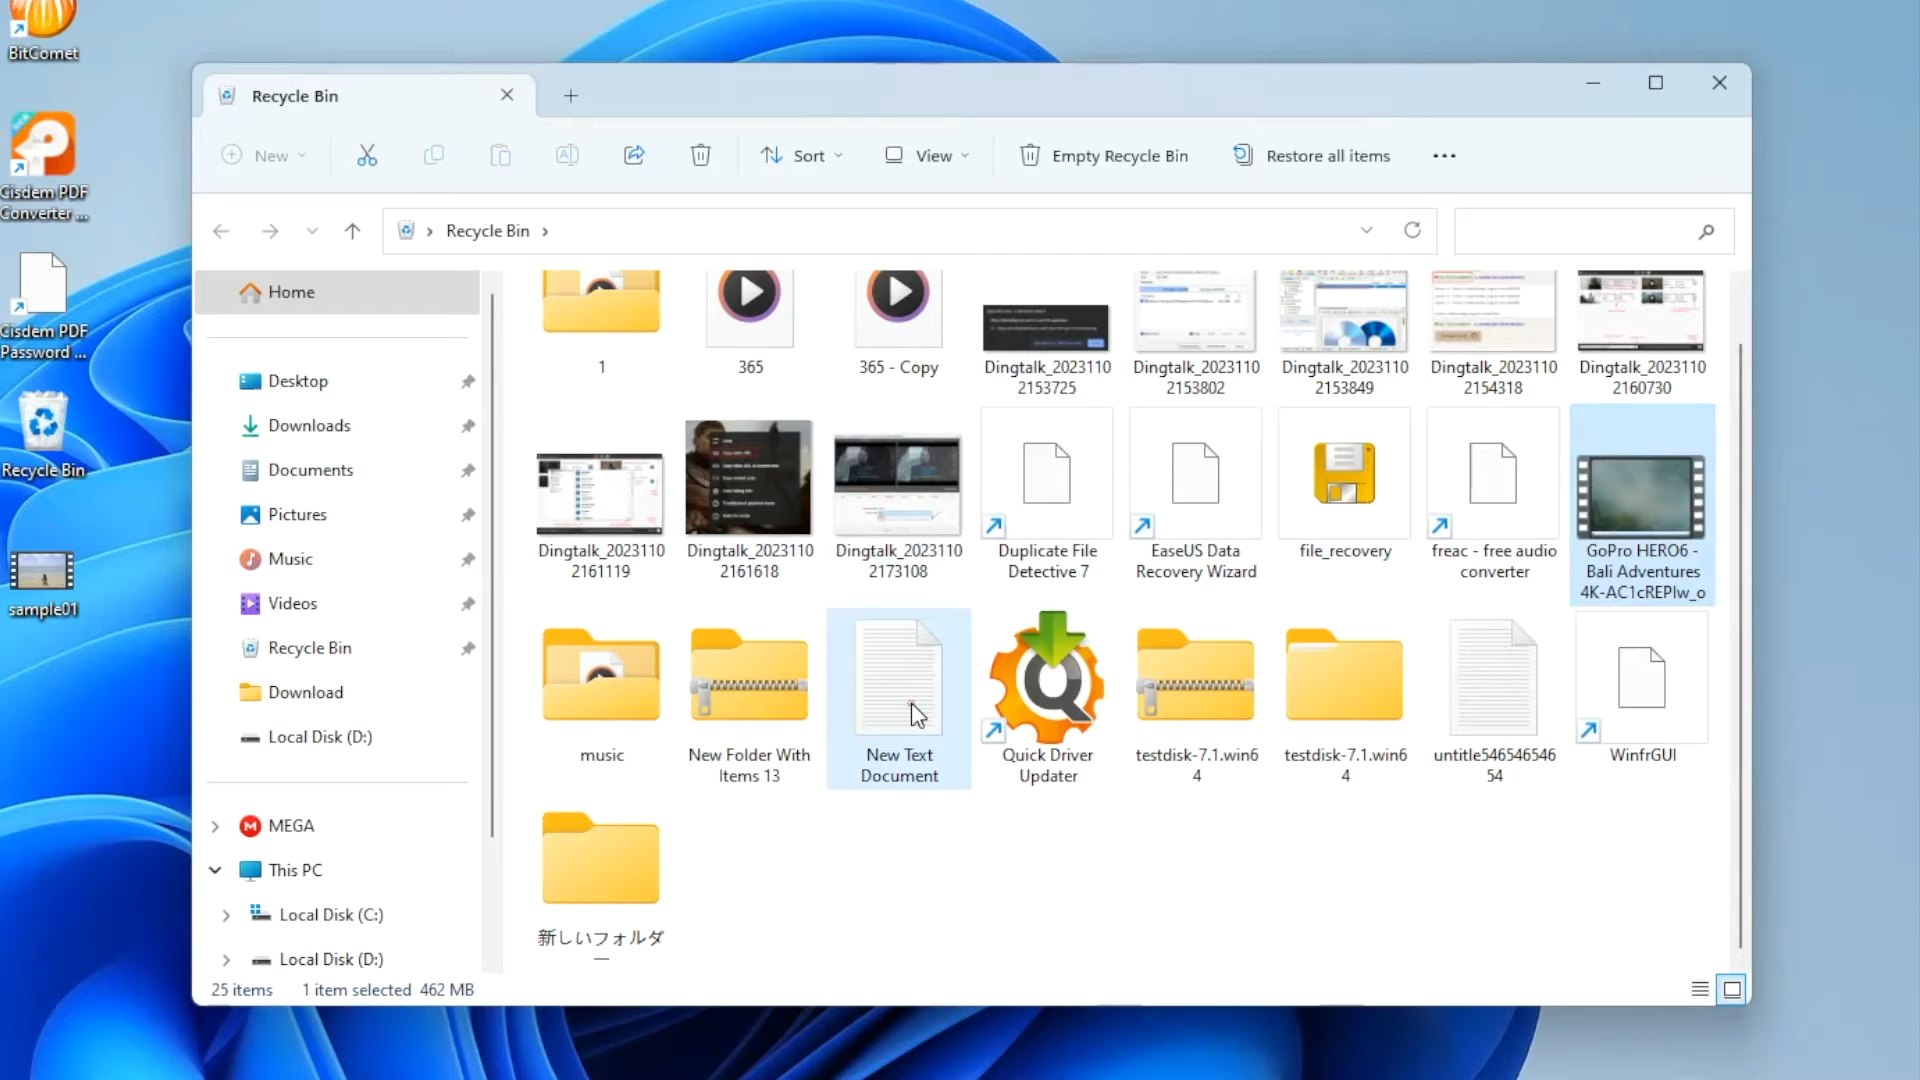 BitComet
Cisdem PDF
Converter ...
Cisdem PDF
Password ...
Recycle Bin
sample01
Recycle Bin
New
Sort
View
Empty Recycle Bin
Restore all items
Recycle Bin
Home
Desktop
Downloads
Documents
Pictures
Music
Videos
Recycle Bin
Download
Local Disk (D:)
MEGA
This PC
Local Disk (C:)
Local Disk (D:)
1
365
365 - Copy
Dingtalk_2023110
2153725
Dingtalk_2023110
2153802
Dingtalk_2023110
2153849
Dingtalk_2023110
2154318
Dingtalk_2023110
2160730
Dingtalk_2023110
2161119
Dingtalk_2023110
2161618
Dingtalk_2023110
2173108
Duplicate File
Detective 7
EaseUS Data
Recovery Wizard
file_recovery
freac - free audio
converter
GoPro HERO6 -
Bali Adventures
4K-AC1cREPIw_o
music
New Folder With
Items 13
New Text
Document
Quick Driver
Updater
testdisk-7.1.win6
4
testdisk-7.1.win6
4
untitle546546546
54
WinfrGUI
新しいフォルダ
ー
25 items
1 item selected 462 MB